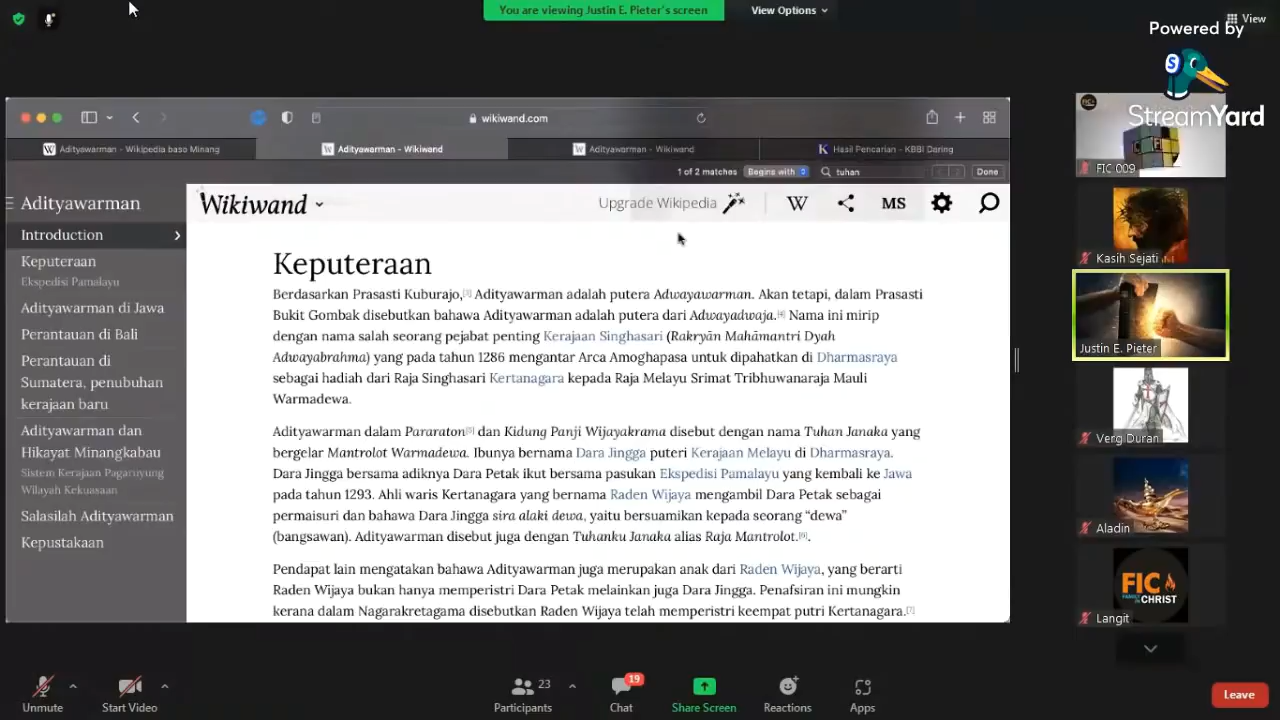 You are viewing Justin E. Pieter's screen
View Options
View
Powered by
StreamYard
wikiwand.com
Adityawarman - Wikipedia baso Minang
Adityawarman - Wikiwand
Adityawarman - Wikiwand
Hasil Pencarian - KBBI Daring
1 of 2 matches
Begins with
tuhan
Done
Adityawarman
Introduction
Keputeraan
Ekspedisi Pamalayu
Adityawarman di Jawa
Perantauan di Bali
Perantauan di
Sumatera, penubuhan
kerajaan baru
Adityawarman dan
Hikayat Minangkabau
Sistem Kerajaan Pagaruyung
Wilayah Kekuasaan
Salasilah Adityawarman
Kepustakaan
Wikiwand
Upgrade Wikipedia
W
MS
Keputeraan
Berdasarkan Prasasti Kuburajo,[3] Adityawarman adalah putera Adwayawarman. Akan tetapi, dalam Prasasti
Bukit Gombak disebutkan bahawa Adityawarman adalah putera dari Adwayadwaja.[4] Nama ini mirip
dengan nama salah seorang pejabat penting Kerajaan Singhasari (Rakryān Mahāmantri Dyah
Adwayabrahma) yang pada tahun 1286 mengantar Arca Amoghapasa untuk dipahatkan di Dharmasraya
sebagai hadiah dari Raja Singhasari Kertanagara kepada Raja Melayu Srimat Tribhuwanaraja Mauli
Warmadewa.
Adityawarman dalam Pararaton[5] dan Kidung Panji Wijayakrama disebut dengan nama Tuhan Janaka yang
bergelar Mantrolot Warmadewa. Ibunya bernama Dara Jingga puteri Kerajaan Melayu di Dharmasraya.
Dara Jingga bersama adiknya Dara Petak ikut bersama pasukan Ekspedisi Pamalayu yang kembali ke Jawa
pada tahun 1293. Ahli waris Kertanagara yang bernama Raden Wijaya mengambil Dara Petak sebagai
permaisuri dan bahawa Dara Jingga sira alaki dewa, yaitu bersuamikan kepada seorang “dewa”
(bangsawan). Adityawarman disebut juga dengan Tuhanku Janaka alias Raja Mantrolot.[6].
Pendapat lain mengatakan bahawa Adityawarman juga merupakan anak dari Raden Wijaya, yang berarti
Raden Wijaya bukan hanya memperistri Dara Petak melainkan juga Dara Jingga. Penafsiran ini mungkin
kerana dalam Nagarakretagama disebutkan Raden Wijaya telah memperistri keempat putri Kertanagara.[7]
FIC 009
Kasih Sejati
Justin E. Pieter
Verg Duran
Aladin
FIC
CHRIST
Langit
Unmute
Start Video
23
Participants
19
Chat
Share Screen
Reactions
Apps
Leave